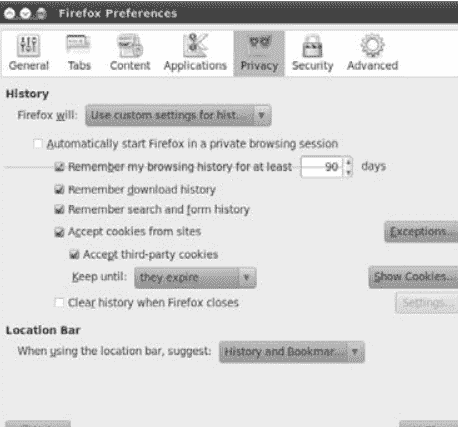 Firefox Preferences
General Tabs Content Applications Privacy Security Advanced
History
Firefox will: Use custom settings for hist...
Automatically start Firefox in a private browsing session
Remember my browsing history for at least 90 days
Remember download history
Remember search and form history
Accept cookies from sites Exceptions...
Accept third-party cookies
Keep until: they expire Show Cookies...
Clear history when Firefox closes Settings...
Location Bar
When using the location bar, suggest: History and Bookmar...